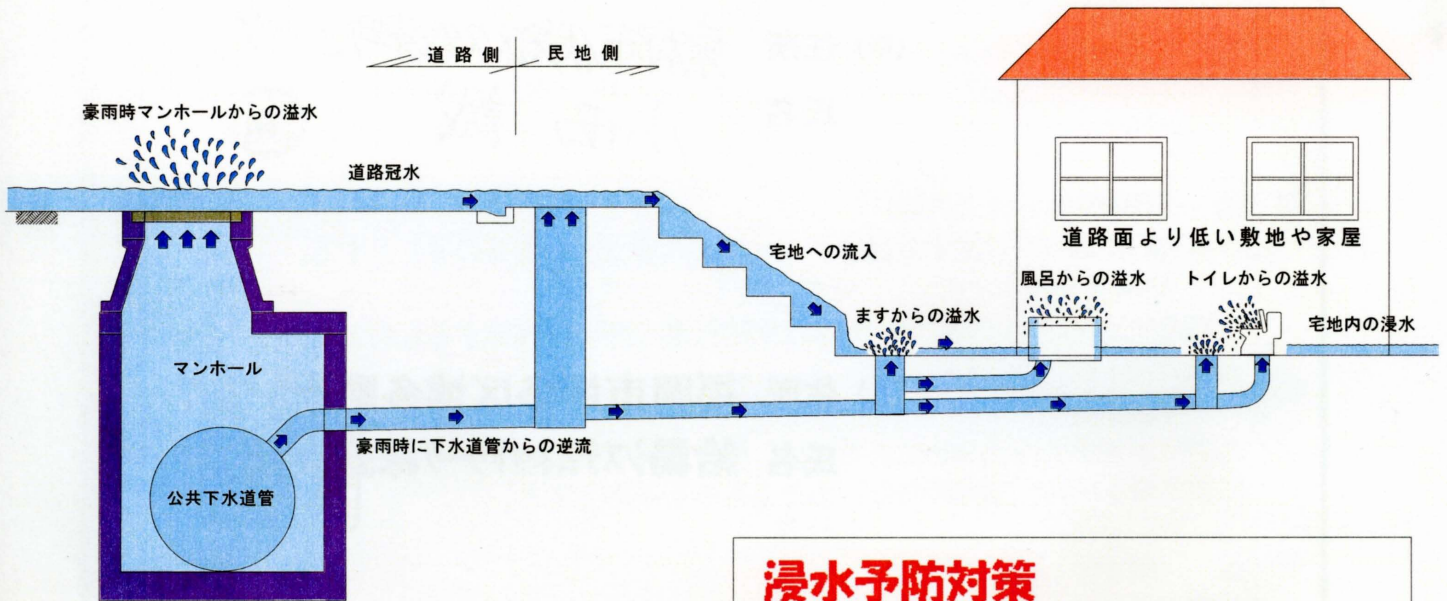 道路側 民地側
豪雨時マンホールからの溢水
道路冠水
宅地への流入
道路面より低い敷地や家屋
風呂からの溢水 トイレからの溢水
ますからの溢水
宅地内の浸水
マンホール
豪雨時に下水道管からの逆流
公共下水道管
浸水予防対策